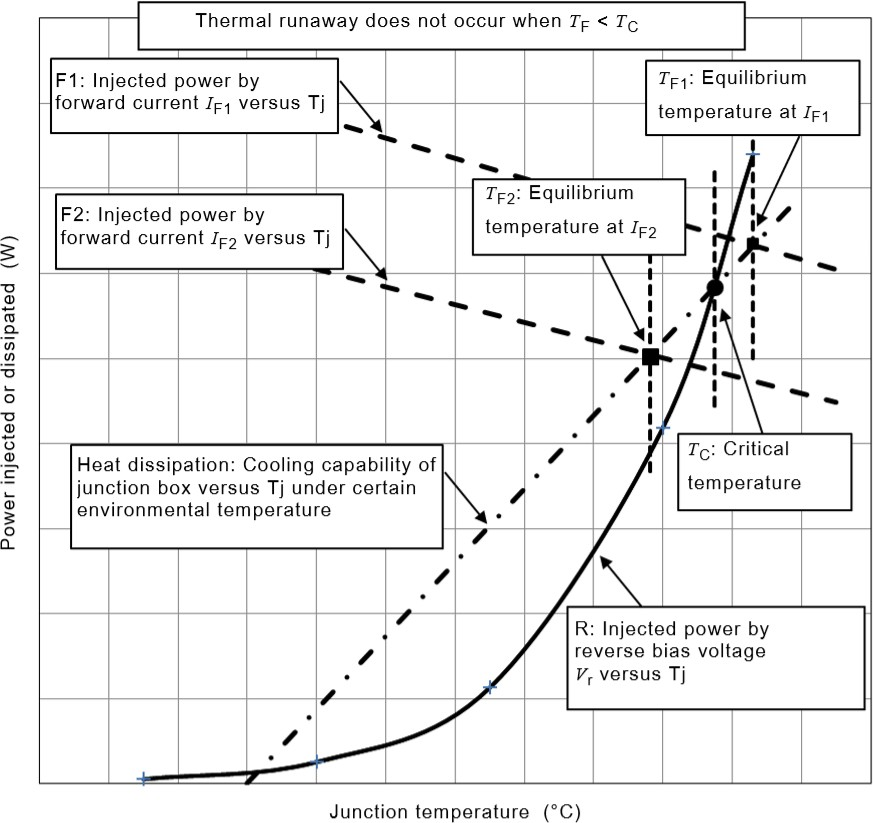 Thermal runaway does not occur when TF < TC
F1: Injected power by
forward current IF1 versus Tj
TF1: Equilibrium
temperature at IF1
F2: Injected power by
forward current IF2 versus Tj
TF2: Equilibrium
temperature at IF2
TC: Critical
temperature
Heat dissipation: Cooling capability of
junction box versus Tj under certain
environmental temperature
R: Injected power by
reverse bias voltage
Vr versus Tj
Power injected or dissipated (W)
Junction temperature (°C)